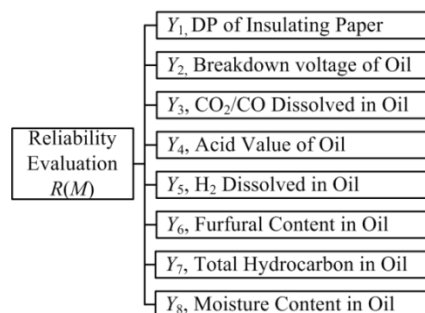 Y1, DP of Insulating Paper
Y2, Breakdown voltage of Oil
Y3, CO2/CO Dissolved in Oil
Y4, Acid Value of Oil
Reliability
Evaluation
R(M)
Y5, H2 Dissolved in Oil
Y6, Furfural Content in Oil
Y7, Total Hydrocarbon in Oil
Y8, Moisture Content in Oil